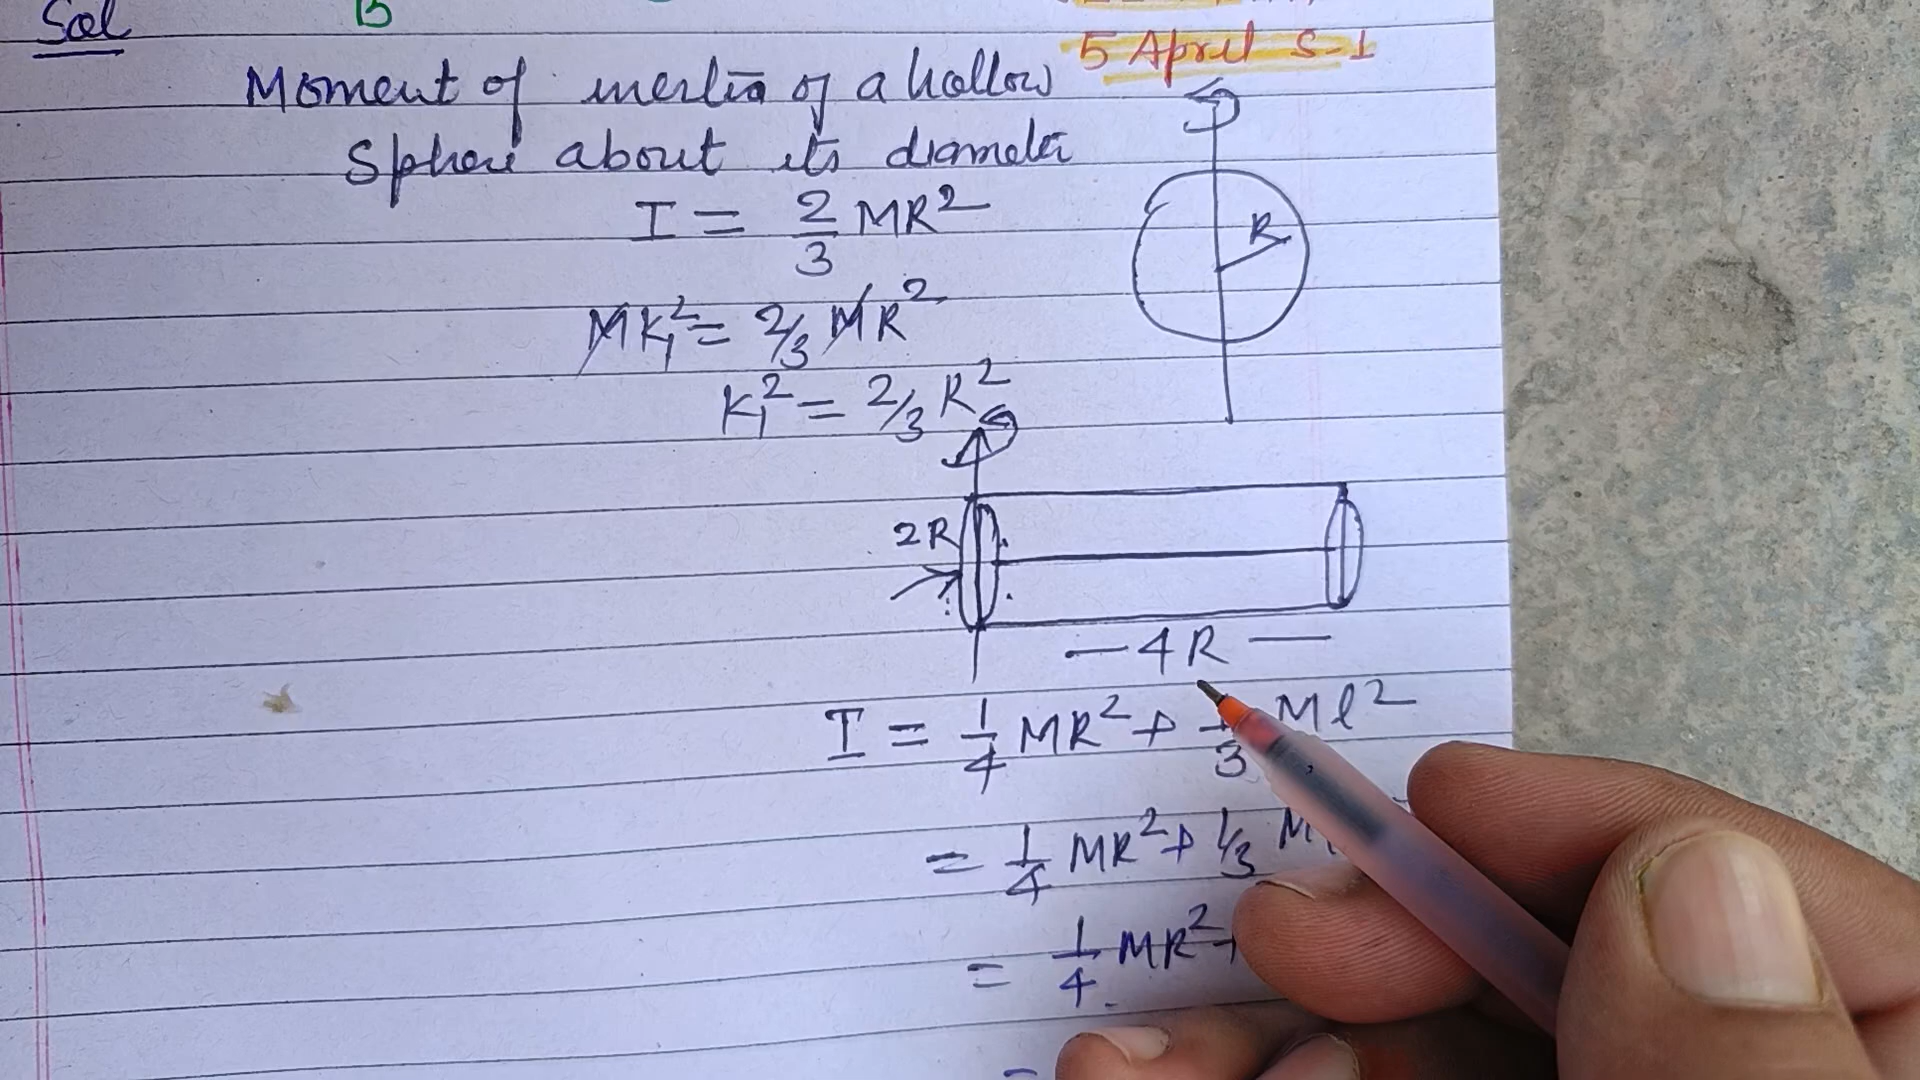 Sol
B
5 April S-1
Moment of inertia of a hollow
Sphere about its diameter
I = 2/3 MR²
R
MK₁² = 2/3 MR²
K₁² = 2/3 R²
2R
— 4R —
I = 1/4 MR² + 1/3 Ml²
= 1/4 MR² + 1/3 M
= 1/4 MR² +
=